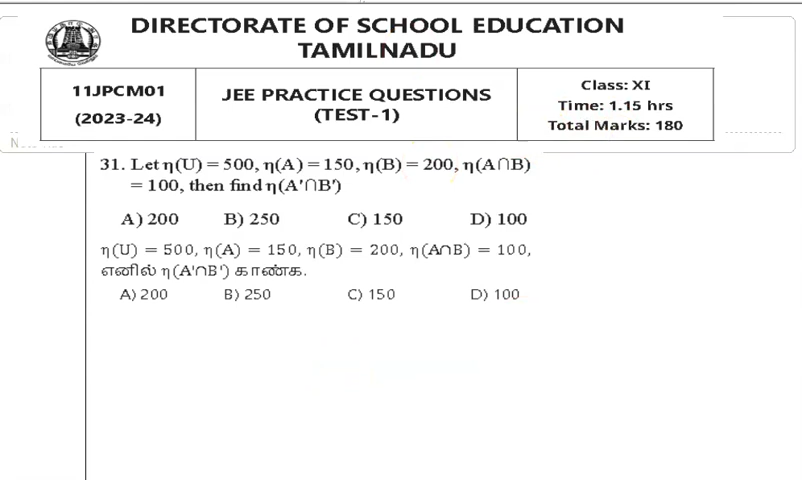 DIRECTORATE OF SCHOOL EDUCATION
TAMILNADU
11JPCM01
(2023-24)
JEE PRACTICE QUESTIONS
(TEST-1)
Class: XI
Time: 1.15 hrs
Total Marks: 180
31. Let η(U) = 500, η(A) = 150, η(B) = 200, η(A∩B)
= 100, then find η(A'∩B')
A) 200 B) 250 C) 150 D) 100
η(U) = 500, η(A) = 150, η(B) = 200, η(A∩B) = 100,
எனில் η(A'∩B') காண்க.
A) 200 B) 250 C) 150 D) 100